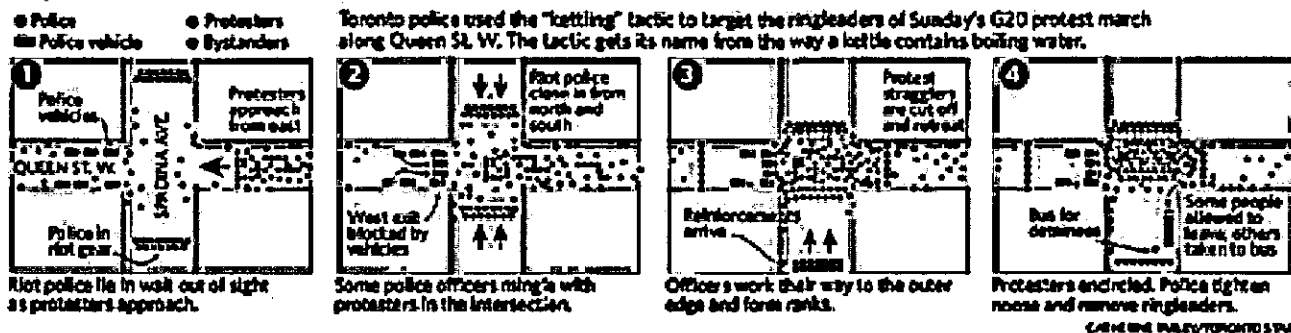 Police
Protesters
Police vehicle
Bystanders
Toronto police used the "kettling" tactic to target the ringleaders of Sunday's G20 protest march
along Queen St. W. The tactic gets its name from the way a kettle contains boiling water.
1
Police
vehicles
Protesters
approach
from east
QUEEN ST. W.
SPADINA AVE.
Police in
riot gear
Riot police lie in wait out of sight
as protesters approach.
2
Riot police
close in from
north and
south
West exit
blocked by
vehicles
Some police officers mingle with
protesters in the intersection.
3
Protest
stragglers
are cut off
and retreat
Reinforcements
arrive
Officers work their way to the outer
edge and form ranks.
4
Bus for
detainees
Some people
allowed to
leave, others
taken to bus
Protesters encircled. Police tighten
noose and remove ringleaders.
TORONTO STAR